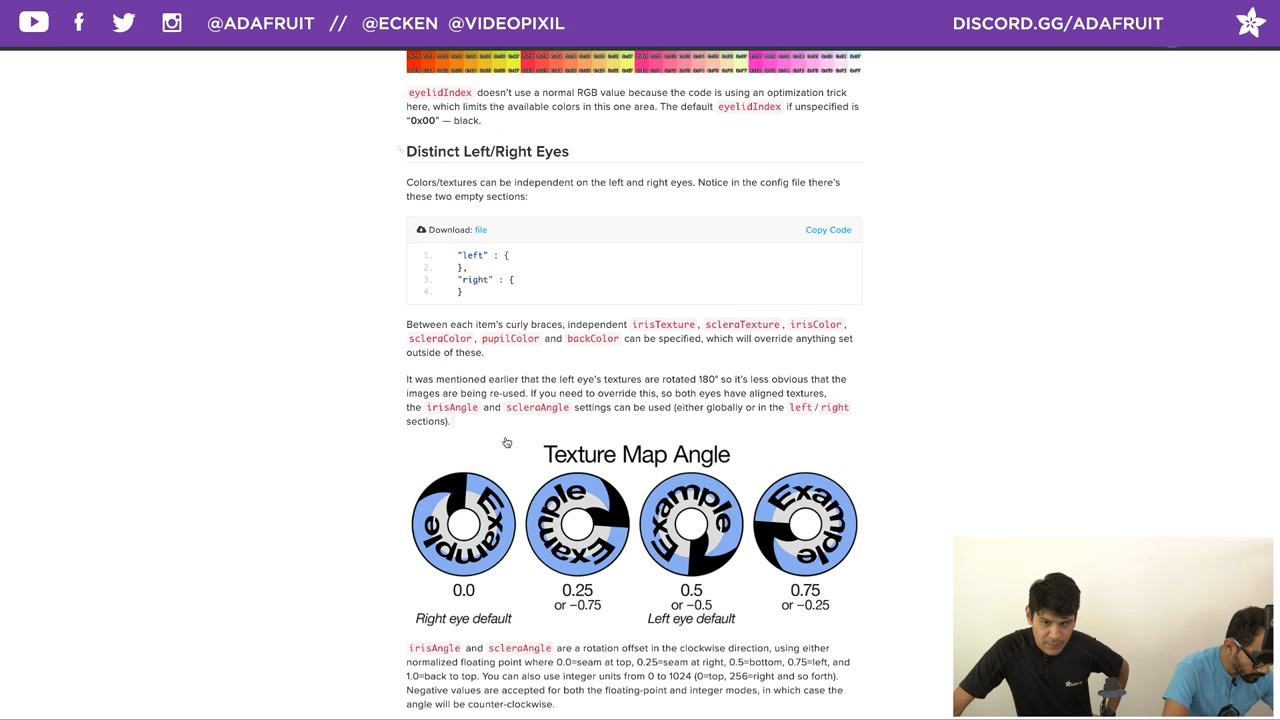 @ADAFRUIT // @ECKEN @VIDEOPIXIL
DISCORD.GG/ADAFRUIT
eyelidIndex doesn't use a normal RGB value because the code is using an optimization trick
here, which limits the available colors in this one area. The default eyelidIndex if unspecified is
“0x00” — black.
Distinct Left/Right Eyes
Colors/textures can be independent on the left and right eyes. Notice in the config file there's
these two empty sections:
Download: file
Copy Code
1. "left" : {
2. },
3. "right" : {
4. }
Between each item's curly braces, independent irisTexture, scleraTexture, irisColor,
scleraColor, pupilColor and backColor can be specified, which will override anything set
outside of these.
It was mentioned earlier that the left eye's textures are rotated 180° so it's less obvious that the
images are being re-used. If you need to override this, so both eyes have aligned textures,
the irisAngle and scleraAngle settings can be used (either globally or in the left/right
sections).
Texture Map Angle
Example Example Example Example
Example Example Example Example
0.0 0.25 0.5 0.75
or −0.75 or −0.5 or −0.25
Right eye default Left eye default
irisAngle and scleraAngle are a rotation offset in the clockwise direction, using either
normalized floating point where 0.0=seam at top, 0.25=seam at right, 0.5=bottom, 0.75=left, and
1.0=back to top. You can also use integer units from 0 to 1024 (0=top, 256=right and so forth).
Negative values are accepted for both the floating-point and integer modes, in which case the
angle will be counter-clockwise.